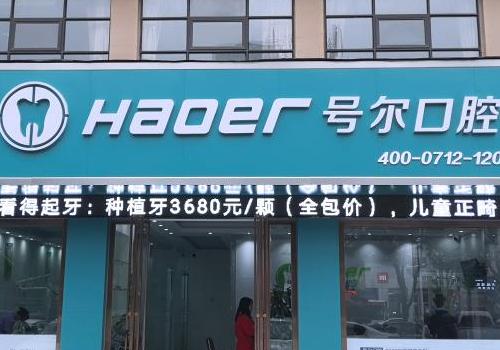 Haoer 号尔口腔
400-0712-120
看得起牙：种植牙3680元/颗（全包价），儿童正畸